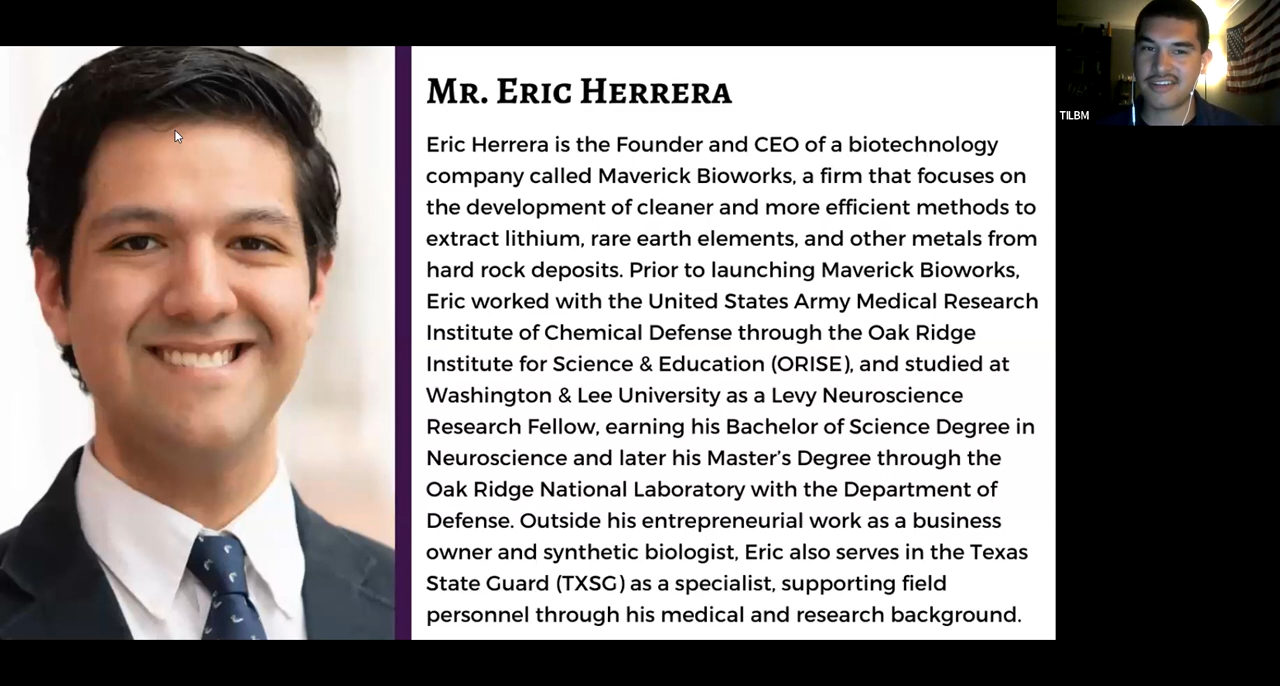 Mr. Eric Herrera
Eric Herrera is the Founder and CEO of a biotechnology
company called Maverick Bioworks, a firm that focuses on
the development of cleaner and more efficient methods to
extract lithium, rare earth elements, and other metals from
hard rock deposits. Prior to launching Maverick Bioworks,
Eric worked with the United States Army Medical Research
Institute of Chemical Defense through the Oak Ridge
Institute for Science & Education (ORISE), and studied at
Washington & Lee University as a Levy Neuroscience
Research Fellow, earning his Bachelor of Science Degree in
Neuroscience and later his Master’s Degree through the
Oak Ridge National Laboratory with the Department of
Defense. Outside his entrepreneurial work as a business
owner and synthetic biologist, Eric also serves in the Texas
State Guard (TXSG) as a specialist, supporting field
personnel through his medical and research background.
TILBM